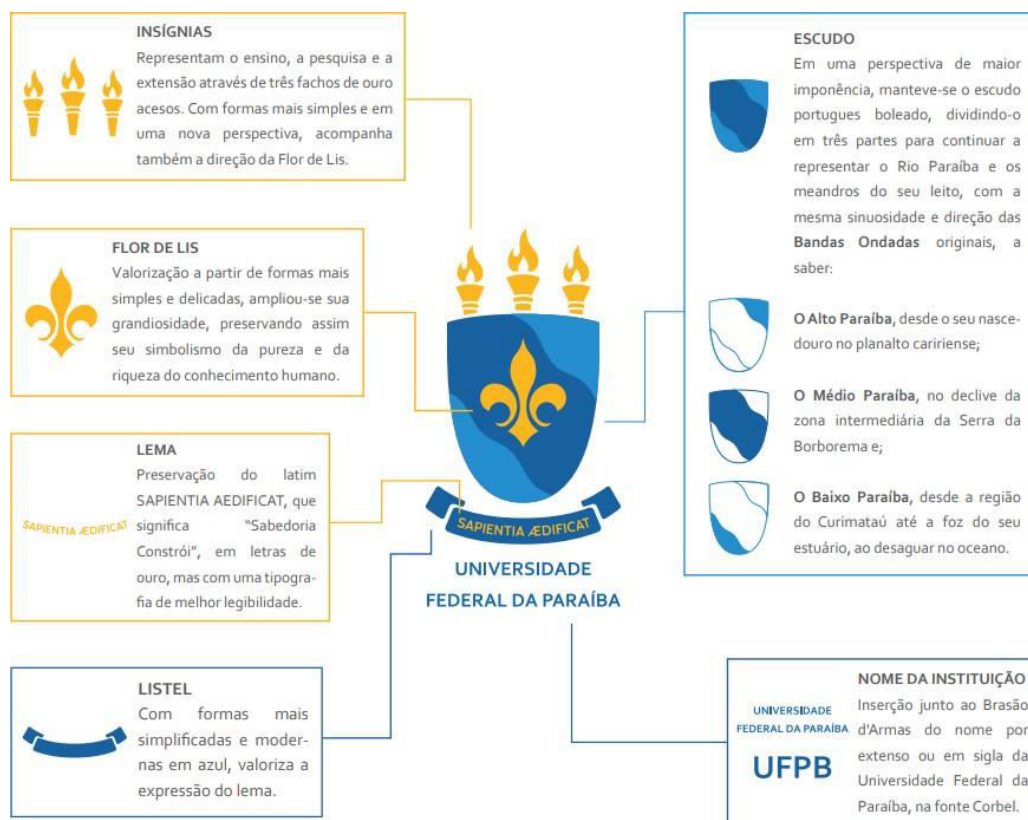 INSÍGNIAS
Representam o ensino, a pesquisa e a
extensão através de três fachos de ouro
acesos. Com formas mais simples e em
uma nova perspectiva, acompanha
também a direção da Flor de Lis.
FLOR DE LIS
Valorização a partir de formas mais
simples e delicadas, ampliou-se sua
grandiosidade, preservando assim
seu simbolismo da pureza e da
riqueza do conhecimento humano.
LEMA
Preservação do latim
SAPIENTIA AEDIFICAT, que
significa "Sabedoria
Constrói", em letras de
ouro, mas com uma tipogra-
fia de melhor legibilidade.
SAPIENTIA ÆDIFICAT
LISTEL
Com formas mais
simplificadas e moder-
nas em azul, valoriza a
expressão do lema.
SAPIENTIA ÆDIFICAT
UNIVERSIDADE
FEDERAL DA PARAÍBA
ESCUDO
Em uma perspectiva de maior
imponência, manteve-se o escudo
portugues boleado, dividindo-o
em três partes para continuar a
representar o Rio Paraíba e os
meandros do seu leito, com a
mesma sinuosidade e direção das
Bandas Ondadas originais, a
saber:
O Alto Paraíba, desde o seu nasce-
douro no planalto caririense;
O Médio Paraíba, no declive da
zona intermediária da Serra da
Borborema e;
O Baixo Paraíba, desde a região
do Curimataú até a foz do seu
estuário, ao desaguar no oceano.
UNIVERSIDADE
FEDERAL DA PARAÍBA
UFPB
NOME DA INSTITUIÇÃO
Inserção junto ao Brasão
d'Armas do nome por
extenso ou em sigla da
Universidade Federal da
Paraíba, na fonte Corbel.